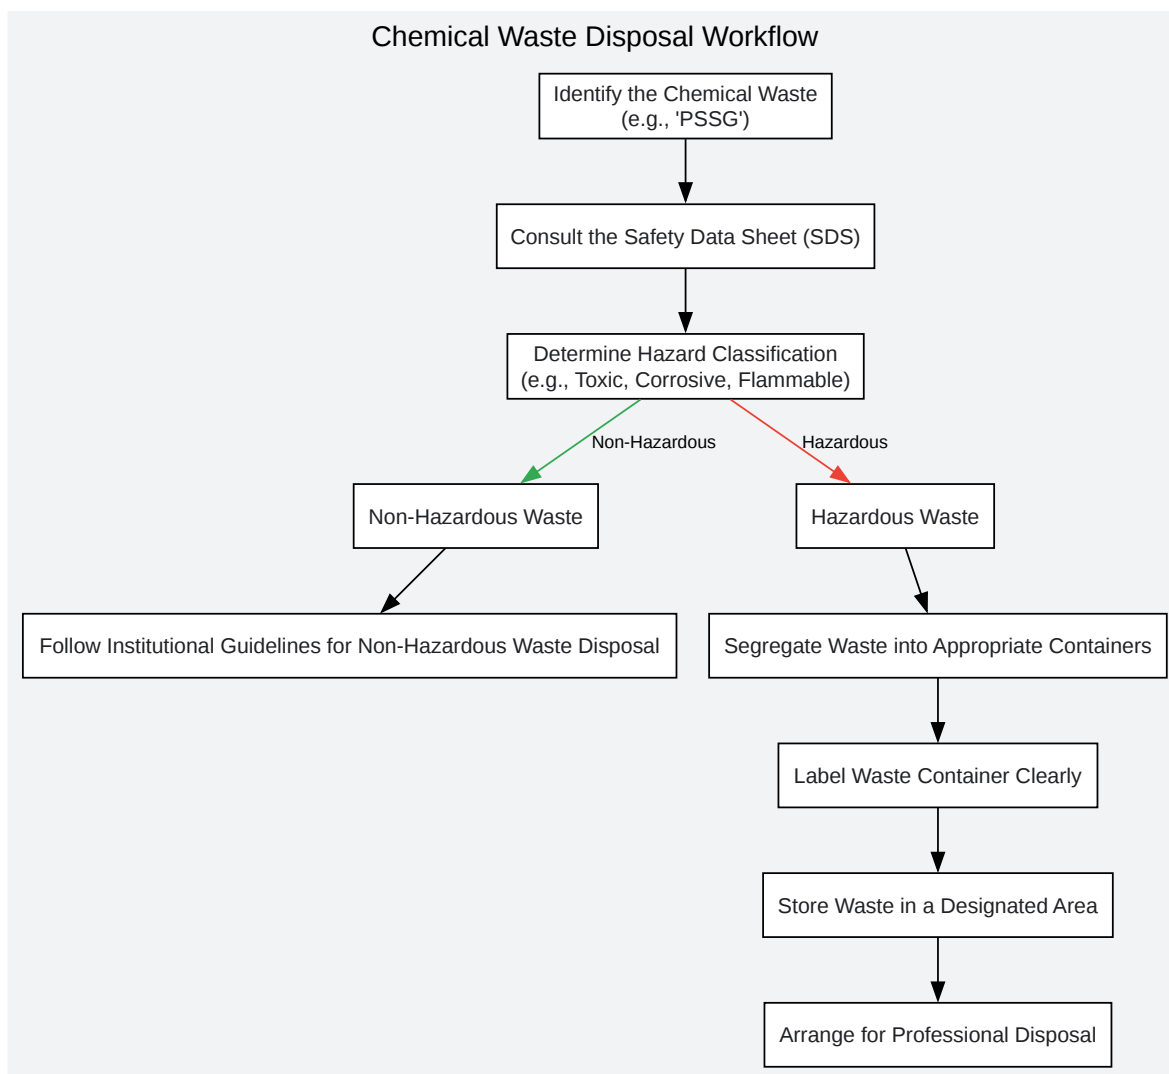 Chemical Waste Disposal Workflow
Identify the Chemical Waste
(e.g., 'PSSG')
Consult the Safety Data Sheet (SDS)
Determine Hazard Classification
(e.g., Toxic, Corrosive, Flammable)
Non-Hazardous
Hazardous
Non-Hazardous Waste
Hazardous Waste
Follow Institutional Guidelines for Non-Hazardous Waste Disposal
Segregate Waste into Appropriate Containers
Label Waste Container Clearly
Store Waste in a Designated Area
Arrange for Professional Disposal